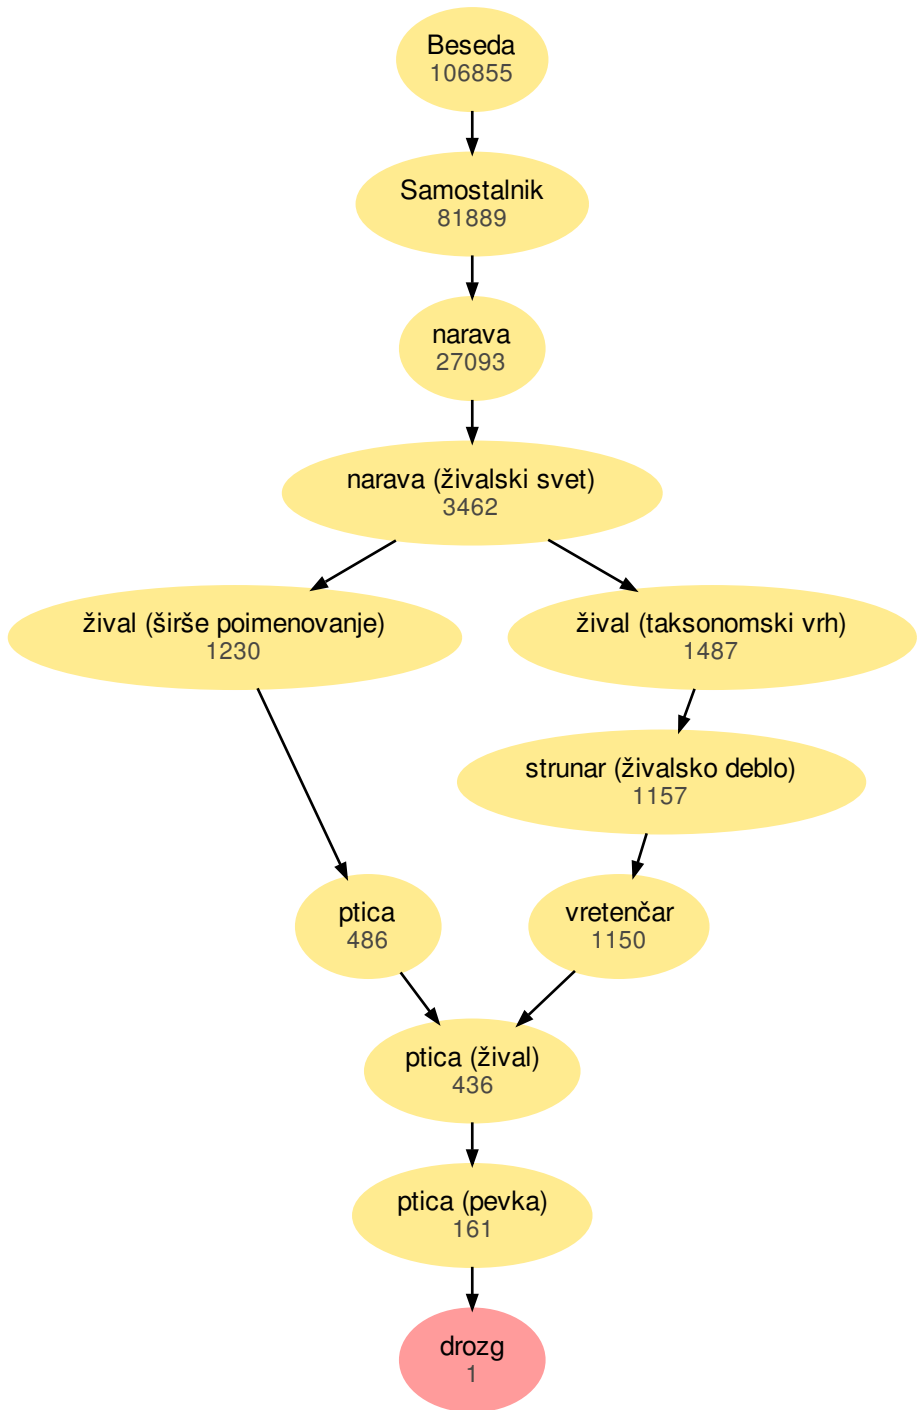 Beseda
106855
Samostalnik
81889
narava
27093
narava (živalski svet)
3462
žival (širše poimenovanje)
1230
žival (taksonomski vrh)
1487
strunar (živalsko deblo)
1157
ptica
486
vretenčar
1150
ptica (žival)
436
ptica (pevka)
161
drozg
1